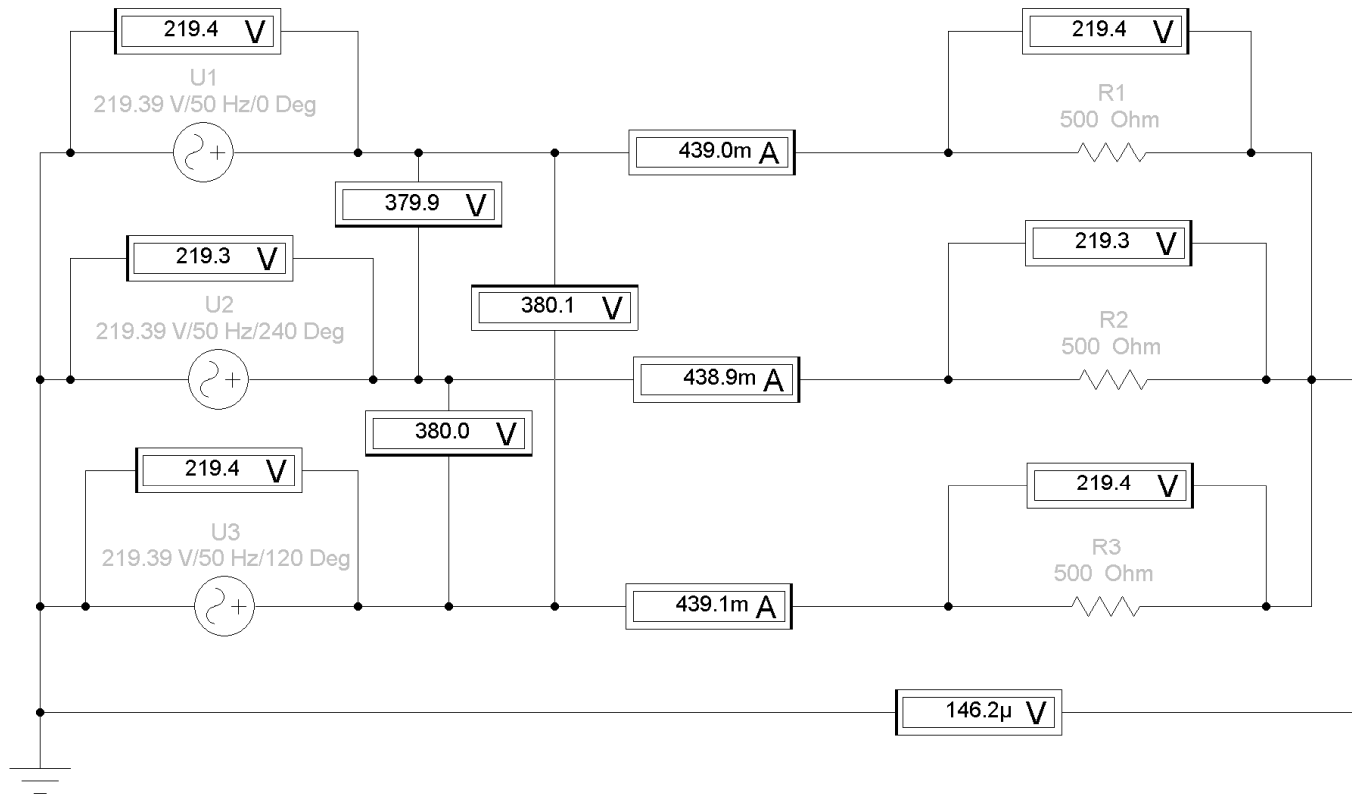 219.4 V
219.4 V
U1
219.39 V/50 Hz/0 Deg
R1
500 Ohm
439.0m A
379.9 V
219.3 V
219.3 V
U2
219.39 V/50 Hz/240 Deg
380.1 V
R2
500 Ohm
438.9m A
380.0 V
219.4 V
219.4 V
U3
219.39 V/50 Hz/120 Deg
R3
500 Ohm
439.1m A
146.2µ V